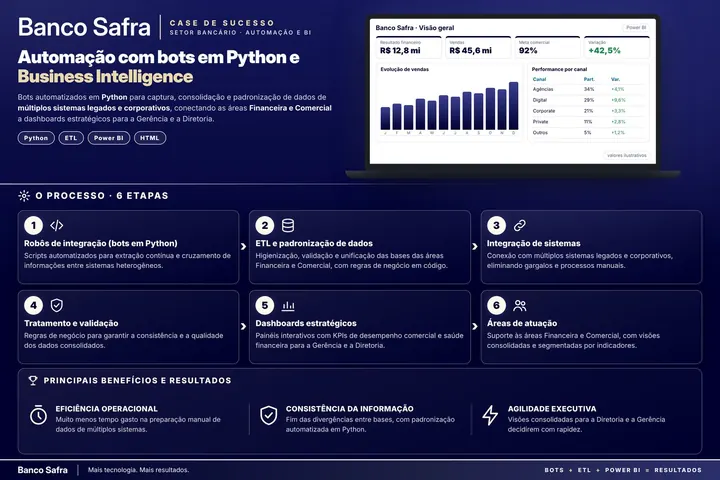 Banco Safra
CASE DE SUCESSO
SETOR BANCÁRIO · AUTOMAÇÃO E BI
Automação com bots em Python e
Business Intelligence
Bots automatizados em Python para captura, consolidação e padronização de dados de
múltiplos sistemas legados e corporativos, conectando as áreas Financeira e Comercial
a dashboards estratégicos para a Gerência e a Diretoria.
Python
ETL
Power BI
HTML
Banco Safra · Visão geral
Power BI
Resultado financeiro
R$ 12,8 mi
Vendas
R$ 45,6 mi
Meta comercial
92%
Variação
+42,5%
Evolução de vendas
J F M A M J J A S O N D
Performance por canal
Canal Part. Var.
Agências 34% +6,1%
Digital 29% +9,6%
Corporate 21% +3,3%
Private 11% +2,8%
Outros 5% +1,2%
valores ilustrativos
O PROCESSO · 6 ETAPAS
1
Robôs de integração (bots em Python)
Scripts automatizados para extração contínua e cruzamento de
informações entre sistemas heterogêneos.
2
ETL e padronização de dados
Higienização, validação e unificação das bases das áreas
Financeira e Comercial, com regras de negócio em código.
3
Integração de sistemas
Conexão com múltiplos sistemas legados e corporativos,
eliminando gargalos e processos manuais.
4
Tratamento e validação
Regras de negócio para garantir a consistência e a qualidade
dos dados consolidados.
5
Dashboards estratégicos
Painéis interativos com KPIs de desempenho comercial e saúde
financeira para a Gerência e a Diretoria.
6
Áreas de atuação
Suporte às áreas Financeira e Comercial, com visões
consolidadas e segmentadas por indicadores.
PRINCIPAIS BENEFÍCIOS E RESULTADOS
EFICIÊNCIA OPERACIONAL
Muito menos tempo gasto na preparação manual de
dados de múltiplos sistemas.
CONSISTÊNCIA DA INFORMAÇÃO
Fim das divergências entre bases, com padronização
automatizada em Python.
AGILIDADE EXECUTIVA
Visões consolidadas para a Diretoria e a Gerência
decidirem com rapidez.
Banco Safra
Mais tecnologia. Mais resultados.
BOTS + ETL + POWER BI = RESULTADOS